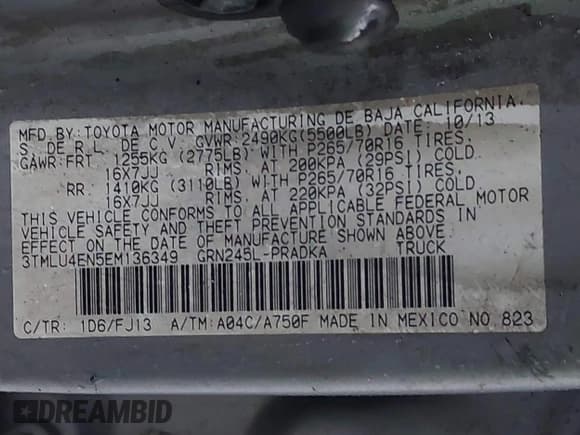 MFD.BY:TOYOTA MOTOR MANUFACTURING DE BAJA CALIFORNIA,
S. DE R.L. DE C.V. GVWR 2490KG(5500LB) DATE: 10/13
GAWR:FRT 1255KG (2775LB) WITH P265/70R16 TIRES,
16X7JJ RIMS, AT 200KPA (29PSI) COLD
RR 1410KG (3110LB) WITH P265/70R16 TIRES,
16X7JJ RIMS, AT 220KPA (32PSI) COLD
THIS VEHICLE CONFORMS TO ALL APPLICABLE FEDERAL MOTOR
VEHICLE SAFETY AND THEFT PREVENTION STANDARDS IN
EFFECT ON THE DATE OF MANUFACTURE SHOWN ABOVE.
3TMLU4EN5EM136349 GRN245L-PRADKA TRUCK
C/TR: 1D6/FJ13 A/TM: A04C/A750F MADE IN MEXICO NO 823
DREAMBID